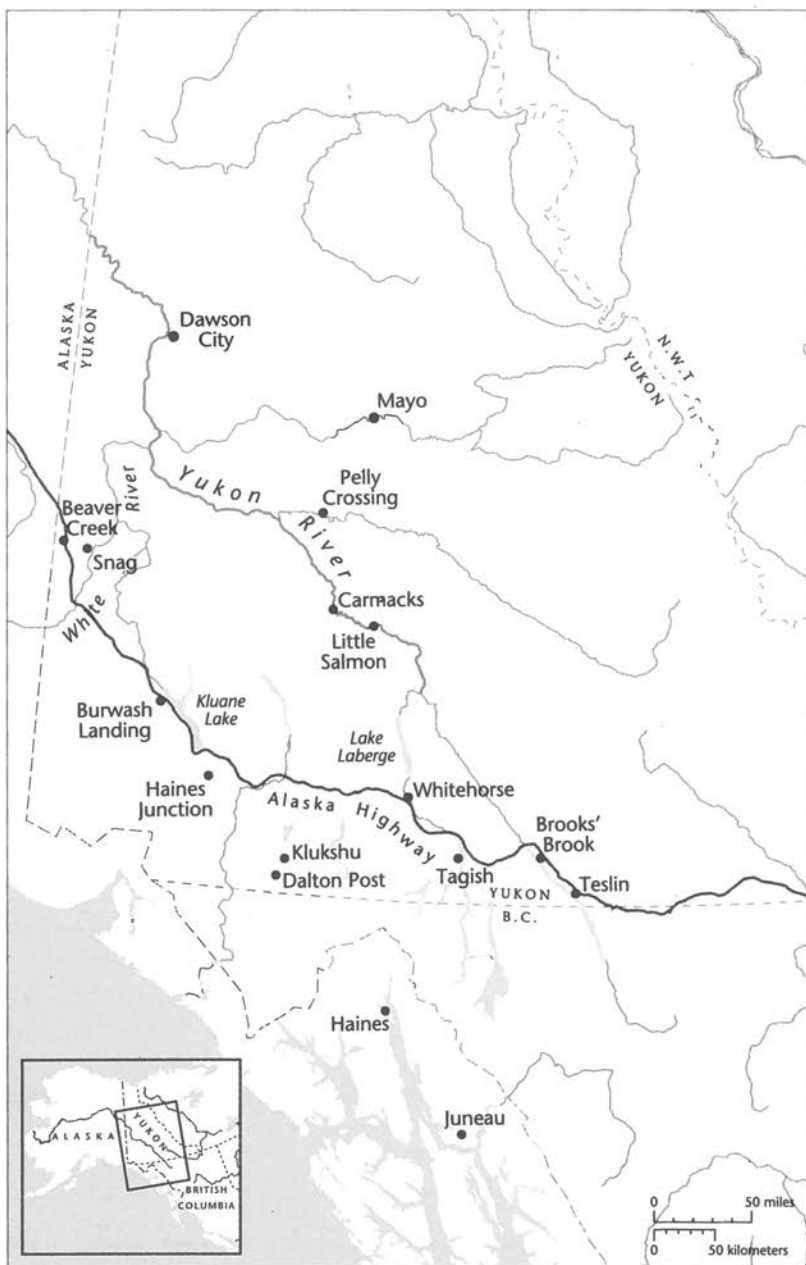 Dawson
City
ALASKA
YUKON
N.W.T
YUKON
Mayo
Yukon
River
Pelly
Crossing
River
White
Beaver
Creek
Snag
Carmacks
Little
Salmon
Burwash
Landing
Kluane
Lake
Lake
Laberge
Haines
Junction
Whitehorse
Alaska Highway
Brooks'
Brook
Klukshu
Dalton Post
Tagish
Teslin
YUKON
B.C.
Haines
Juneau
ALASKA
YUKON
BRITISH
COLUMBIA
0 50 miles
0 50 kilometers